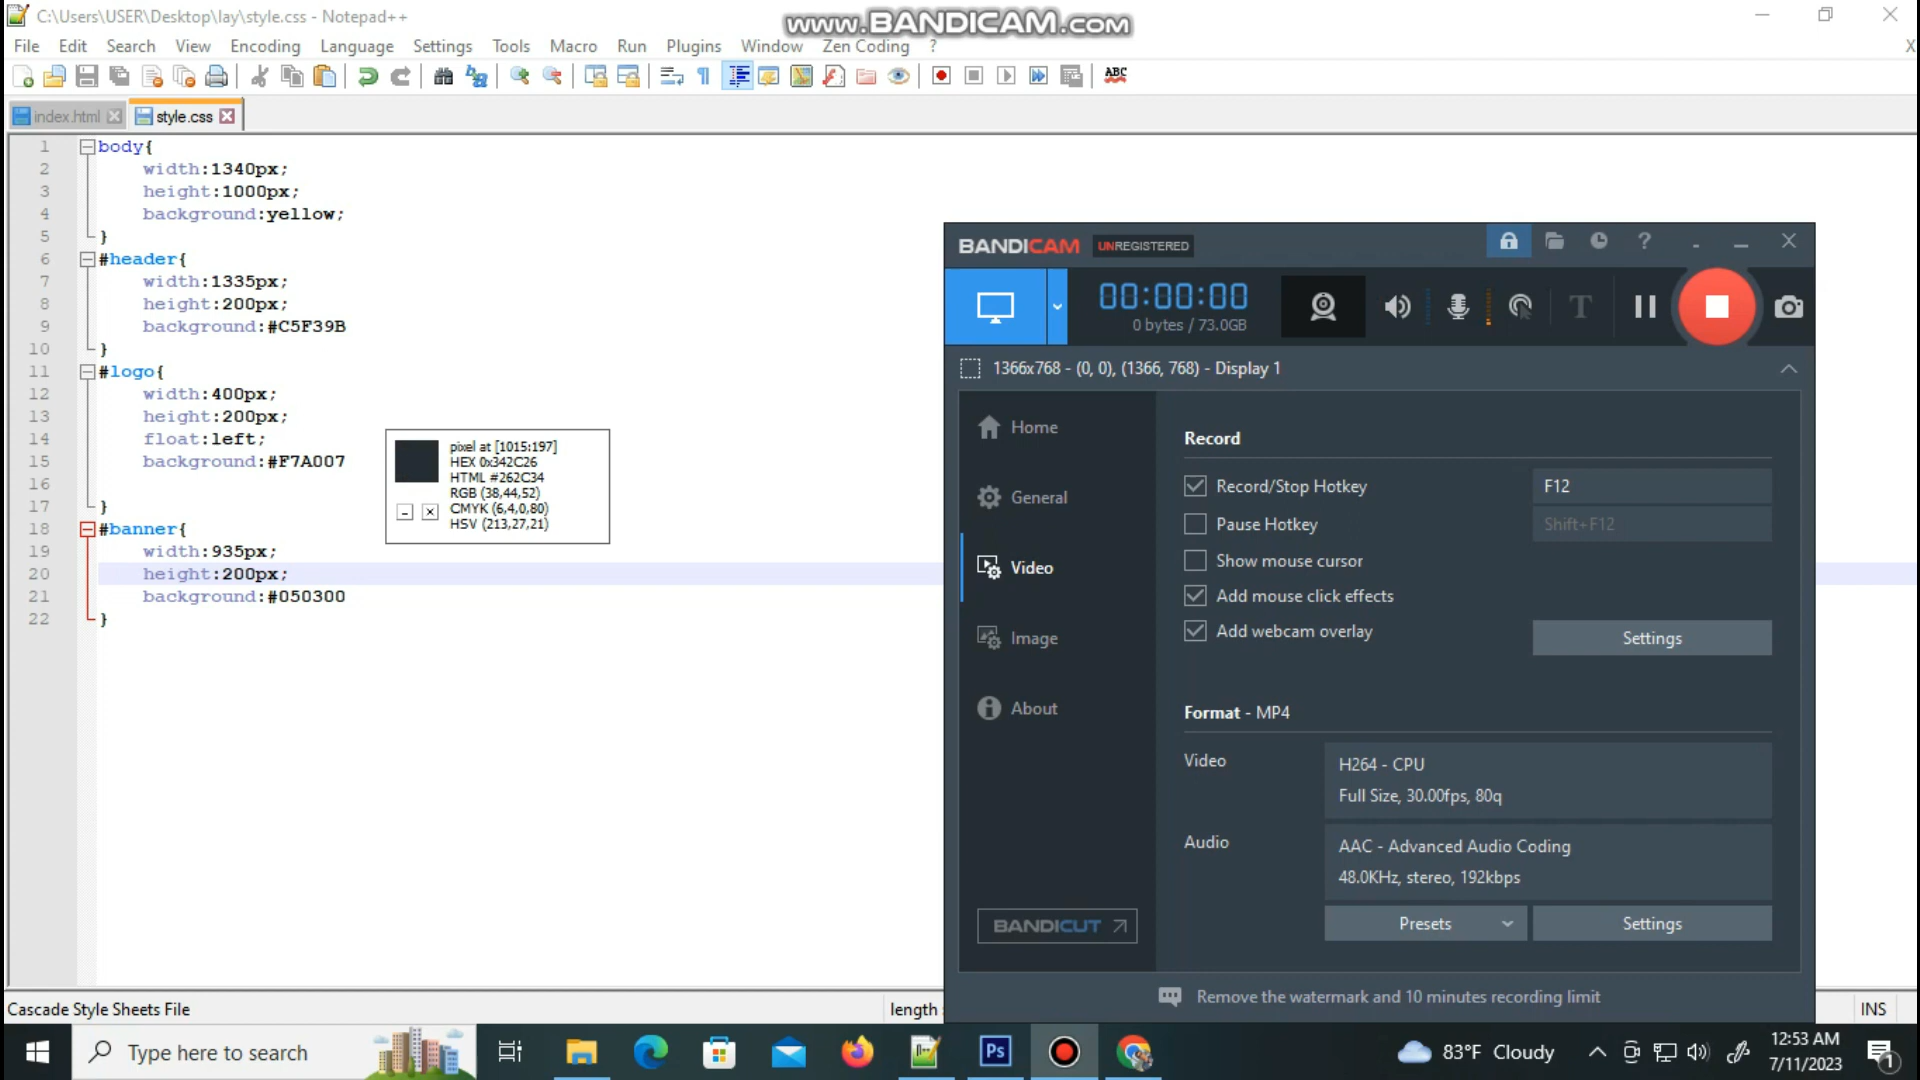 C:\Users\USER\Desktop\lay\style.css - Notepad++
www.BANDICAM.com
File Edit Search View Encoding Language Settings Tools Macro Run Plugins Window Zen Coding ?
X
ABC
index.html
style.css
1 body{
2 width:1340px;
3 height:1000px;
4 background:yellow;
5 }
6 #header{
7 width:1335px;
8 height:200px;
9 background:#C5F39B
10 }
11 #logo{
12 width:400px;
13 height:200px;
14 float:left;
15 background:#F7A007
16
17 }
18 #banner{
19 width:935px;
20 height:200px;
21 background:#050300
22 }
pixel at [1015:197]
HEX 0x342C26
HTML #262C34
RGB (38,44,52)
CMYK (6,4,0,80)
HSV (213,27,21)
BANDICAM UNREGISTERED
00:00:00
0 bytes / 73.0GB
1366x768 - (0, 0), (1366, 768) - Display 1
Home
General
Video
Image
About
BANDICUT
Record
Record/Stop Hotkey F12
Pause Hotkey Shift+F12
Show mouse cursor
Add mouse click effects
Add webcam overlay
Settings
Format - MP4
Video
H264 - CPU
Full Size, 30.00fps, 80q
Audio
AAC - Advanced Audio Coding
48.0KHz, stereo, 192kbps
Presets
Settings
Remove the watermark and 10 minutes recording limit
Cascade Style Sheets File
length
INS
Type here to search
Ps
83°F Cloudy
12:53 AM
7/11/2023
1